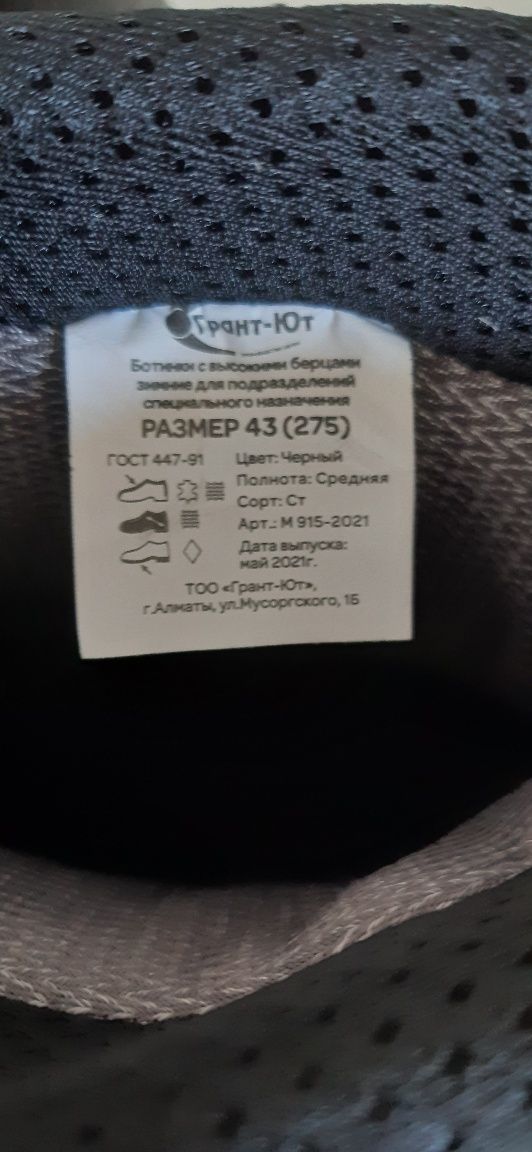 Грант-Ют
Ботинки с высокими берцами
зимние для подразделений
специального назначения
РАЗМЕР 43 (275)
ГОСТ 447-91
Цвет: Черный
Полнота: Средняя
Сорт: Ст
Арт.: М 915-2021
Дата выпуска:
май 2021г.
ТОО «Грант-Ют»,
г.Алматы, ул.Мусоргского, 1Б